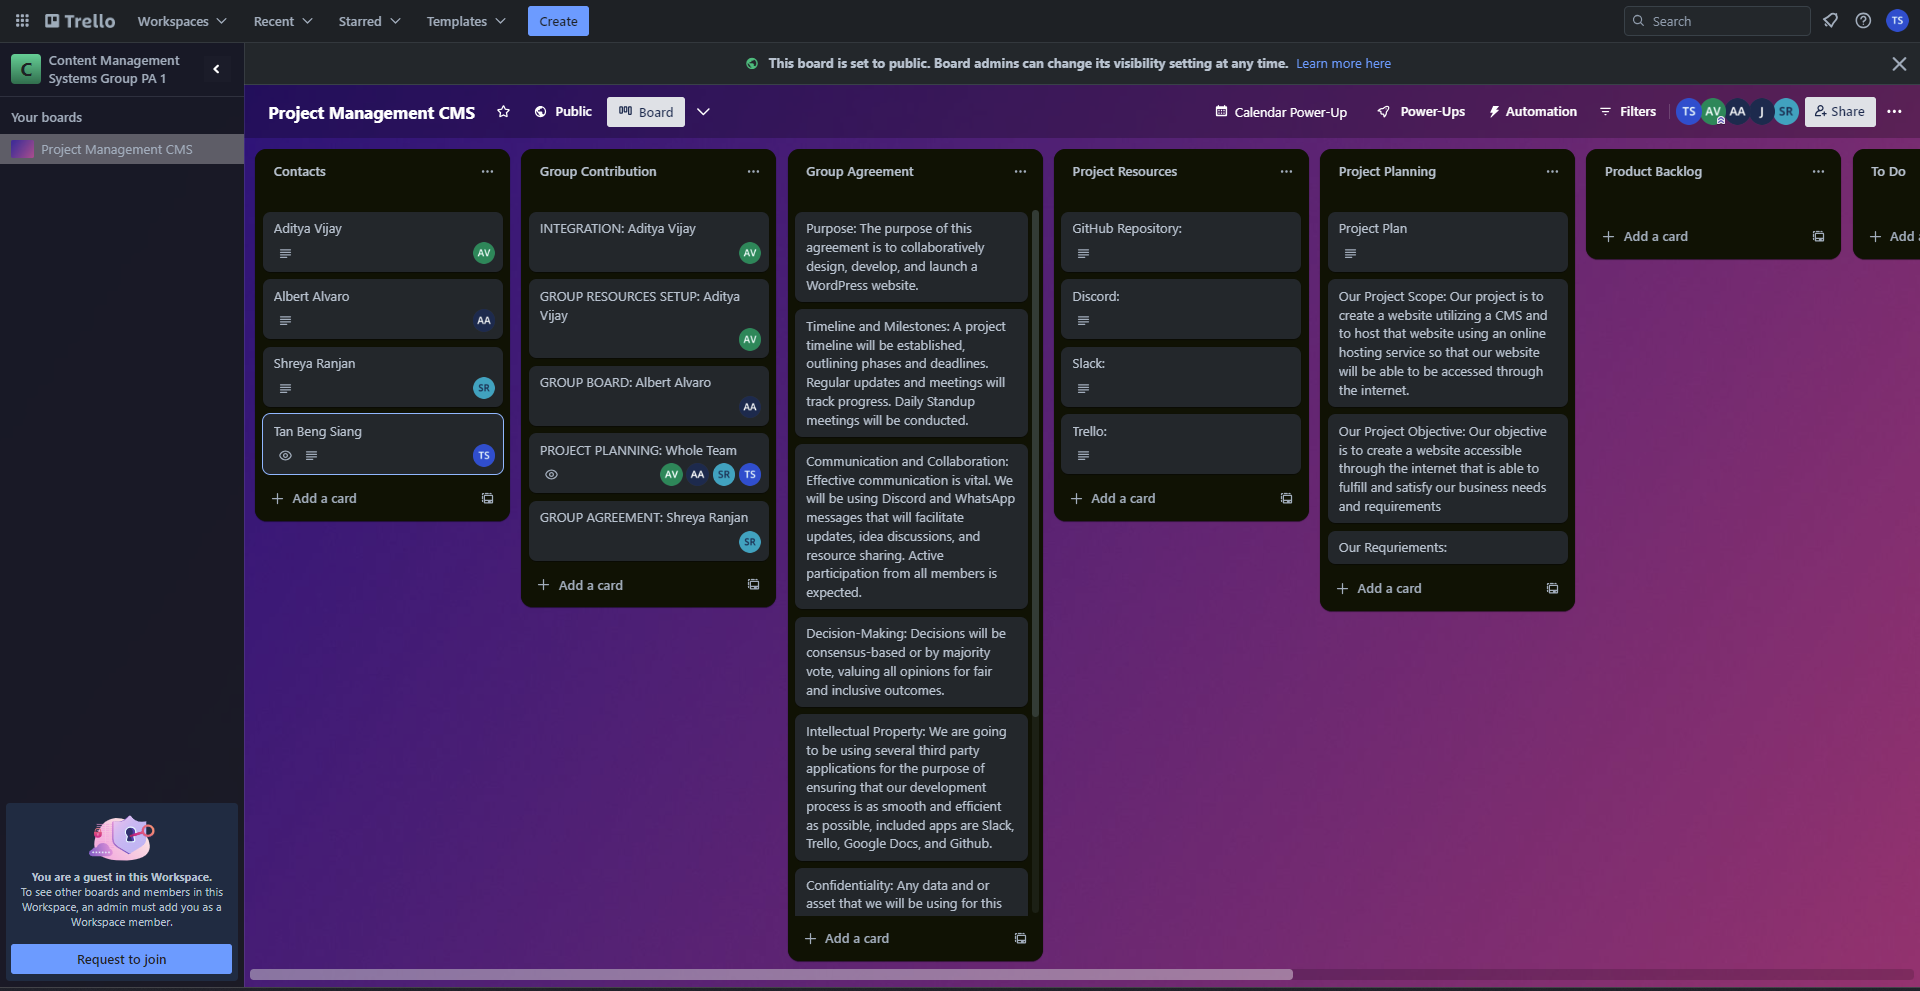 Trello
Workspaces
Recent
Starred
Templates
Create
Search
TS
C
Content Management
Systems Group PA 1
This board is set to public. Board admins can change its visibility setting at any time. Learn more here
Your boards
Project Management CMS
Project Management CMS
Public
Board
Calendar Power-Up
Power-Ups
Automation
Filters
TS
AV
AA
J
SR
Share
Contacts
Aditya Vijay
AV
Albert Alvaro
AA
Shreya Ranjan
SR
Tan Beng Siang
TS
Add a card
Group Contribution
INTEGRATION: Aditya Vijay
AV
GROUP RESOURCES SETUP: Aditya
Vijay
AV
GROUP BOARD: Albert Alvaro
AA
PROJECT PLANNING: Whole Team
AV AA SR TS
GROUP AGREEMENT: Shreya Ranjan
SR
Add a card
Group Agreement
Purpose: The purpose of this
agreement is to collaboratively
design, develop, and launch a
WordPress website.
Timeline and Milestones: A project
timeline will be established,
outlining phases and deadlines.
Regular updates and meetings will
track progress. Daily Standup
meetings will be conducted.
Communication and Collaboration:
Effective communication is vital. We
will be using Discord and WhatsApp
messages that will facilitate
updates, idea discussions, and
resource sharing. Active
participation from all members is
expected.
Decision-Making: Decisions will be
consensus-based or by majority
vote, valuing all opinions for fair
and inclusive outcomes.
Intellectual Property: We are going
to be using several third party
applications for the purpose of
ensuring that our development
process is as smooth and efficient
as possible, included apps are Slack,
Trello, Google Docs, and Github.
Confidentiality: Any data and or
asset that we will be using for this
Add a card
Project Resources
GitHub Repository:
Discord:
Slack:
Trello:
Add a card
Project Planning
Project Plan
Our Project Scope: Our project is to
create a website utilizing a CMS and
to host that website using an online
hosting service so that our website
will be able to be accessed through
the internet.
Our Project Objective: Our objective
is to create a website accessible
through the internet that is able to
fulfill and satisfy our business needs
and requirements
Our Requriements:
Add a card
Product Backlog
Add a card
To Do
Add
You are a guest in this Workspace.
To see other boards and members in this
Workspace, an admin must add you as a
Workspace member.
Request to join